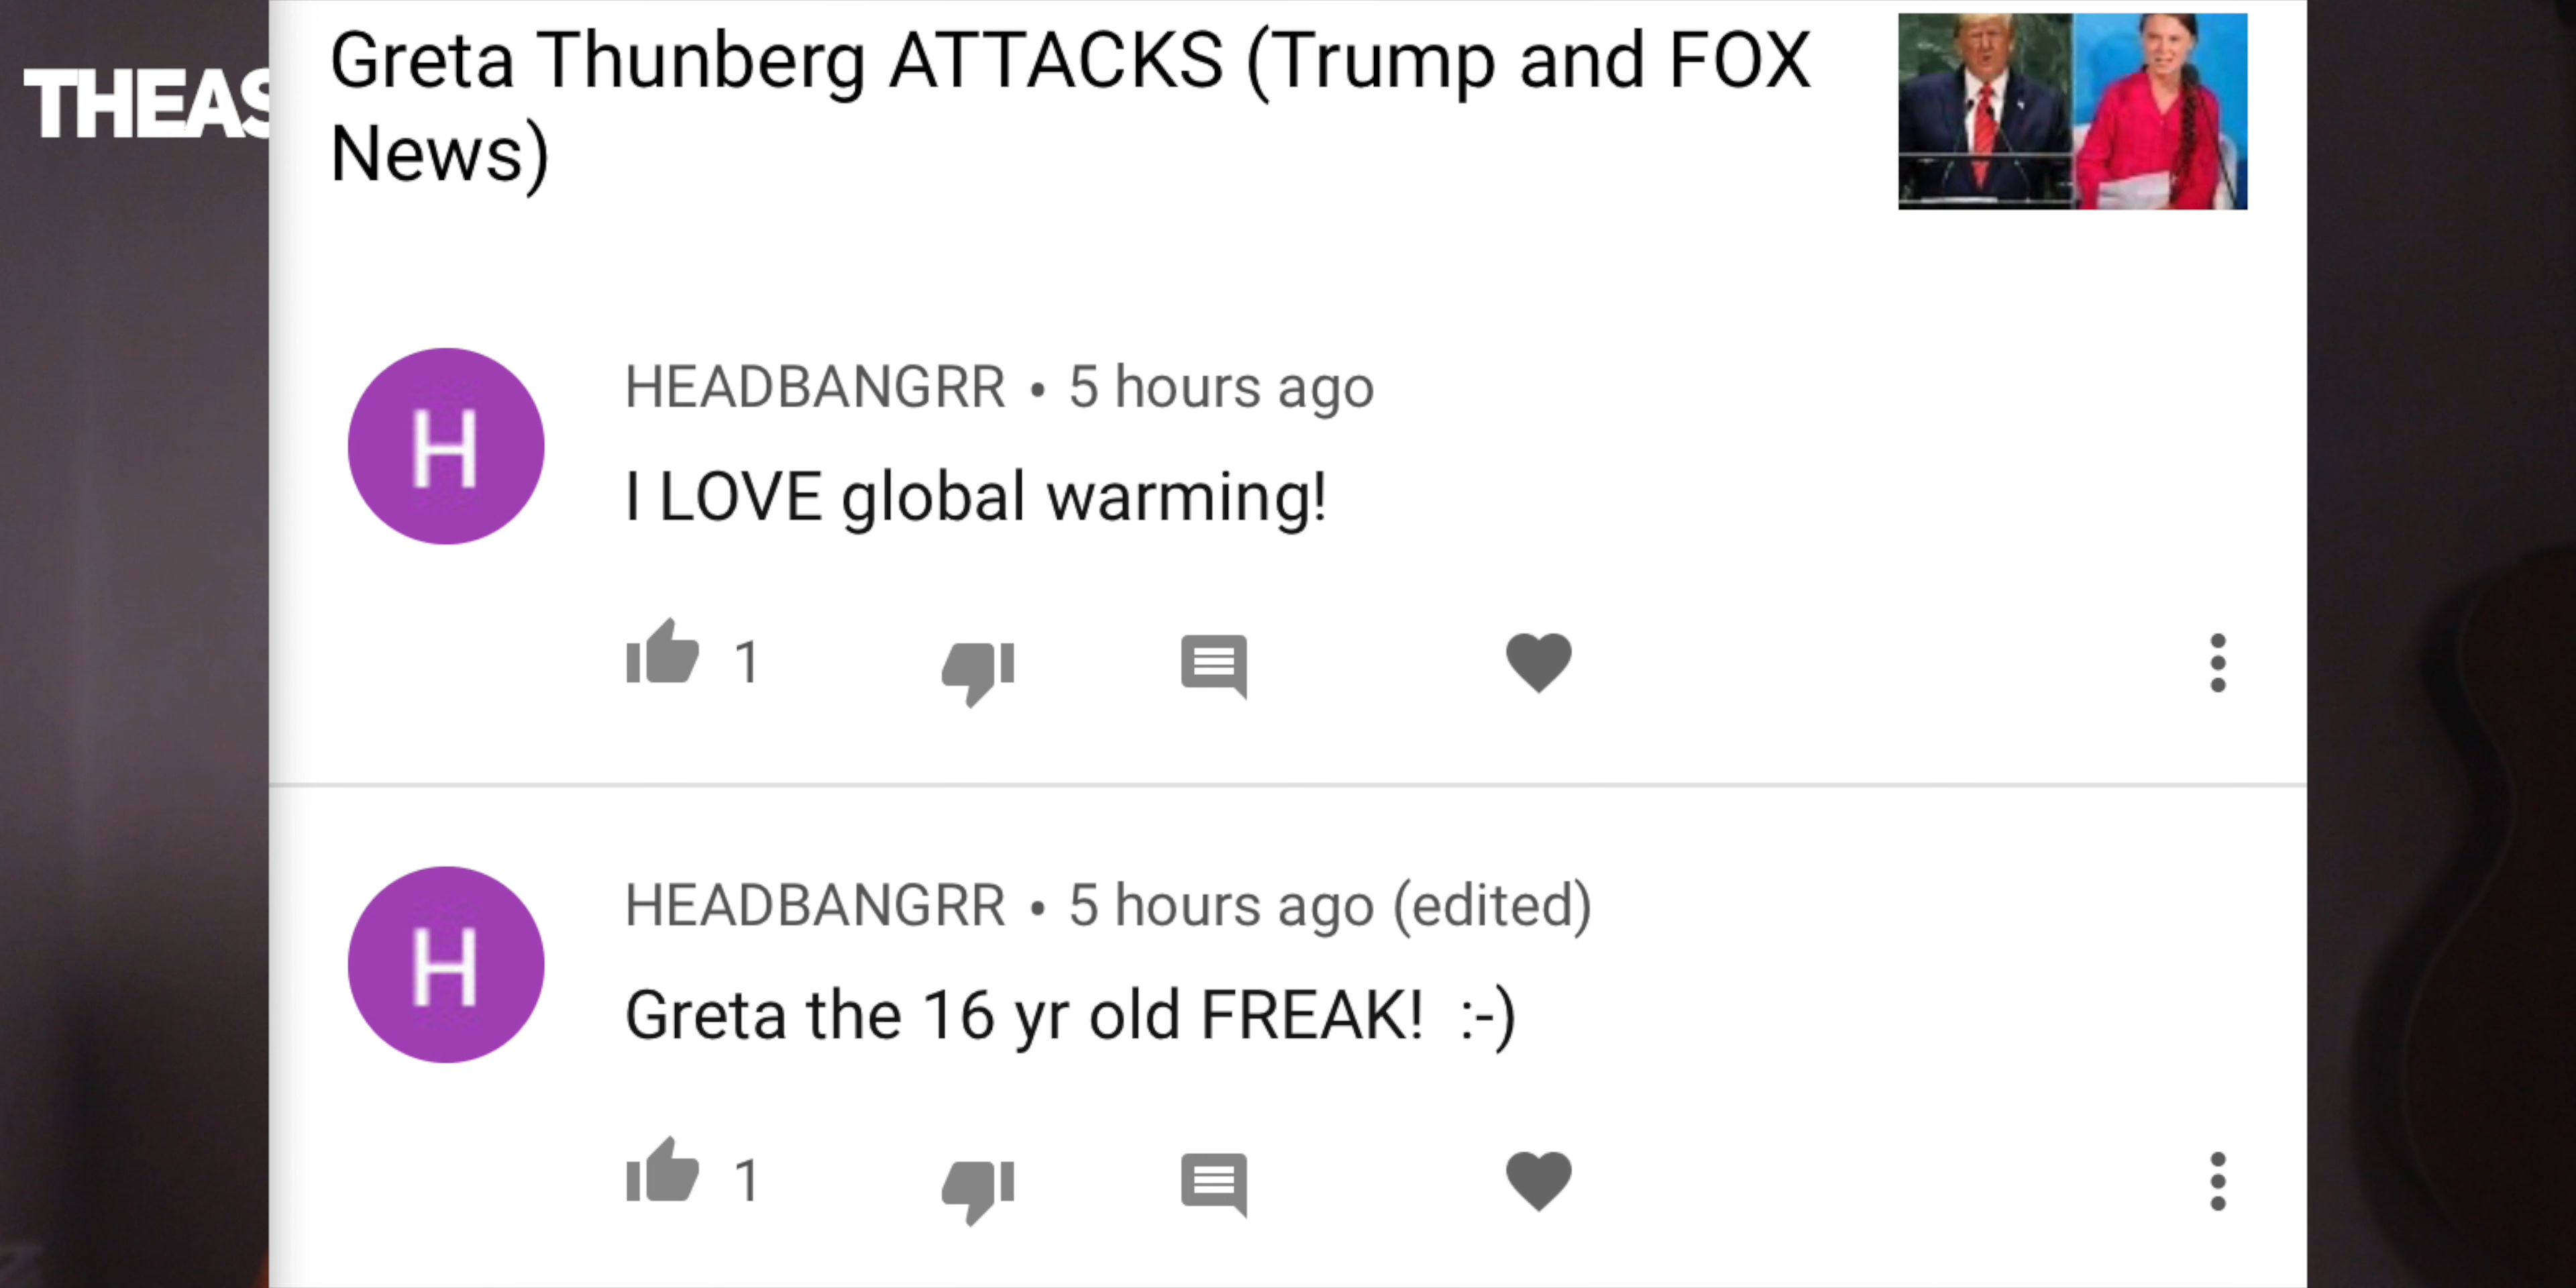 THEAS
Greta Thunberg ATTACKS (Trump and FOX
News)
H
HEADBANGRR • 5 hours ago
I LOVE global warming!
1
H
HEADBANGRR • 5 hours ago (edited)
Greta the 16 yr old FREAK!  :-)
1